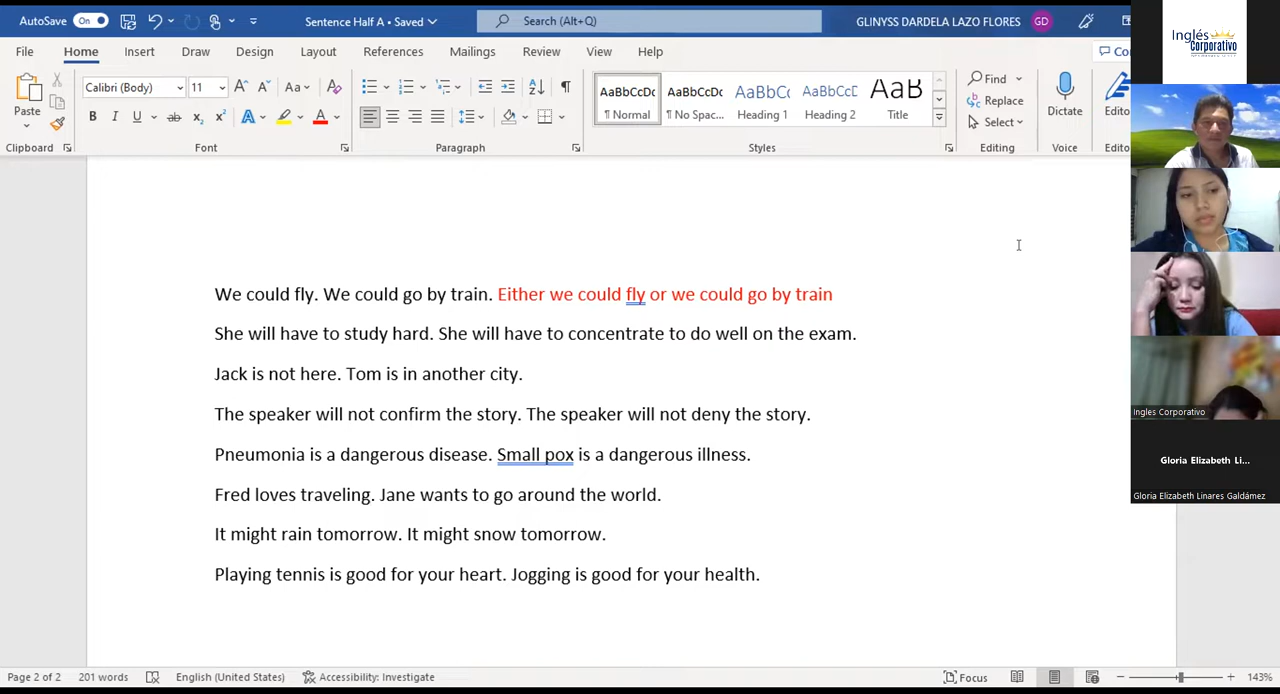 AutoSave On Sentence Half A • Saved Search (Alt+Q) GLINYSS DARDELA LAZO FLORES GD
File Home Insert Draw Design Layout References Mailings Review View Help Co
Paste
Clipboard
Calibri (Body) 11 A A Aa A
B I U ab x₂ x² A A
Font
Paragraph
AaBbCcDc AaBbCcDc AaBbCc AaBbCcD AaB
¶ Normal ¶ No Spac... Heading 1 Heading 2 Title
Styles
Find
Replace
Select
Editing
Dictate
Voice
Edito
Edito
Inglés
Corporativo
We could fly. We could go by train. Either we could fly or we could go by train
She will have to study hard. She will have to concentrate to do well on the exam.
Jack is not here. Tom is in another city.
The speaker will not confirm the story. The speaker will not deny the story.
Pneumonia is a dangerous disease. Small pox is a dangerous illness.
Fred loves traveling. Jane wants to go around the world.
It might rain tomorrow. It might snow tomorrow.
Playing tennis is good for your heart. Jogging is good for your health.
Ingles Corporativo
Gloria Elizabeth Li...
Gloria Elizabeth Linares Galdámez
Page 2 of 2 201 words English (United States) Accessibility: Investigate Focus 143%